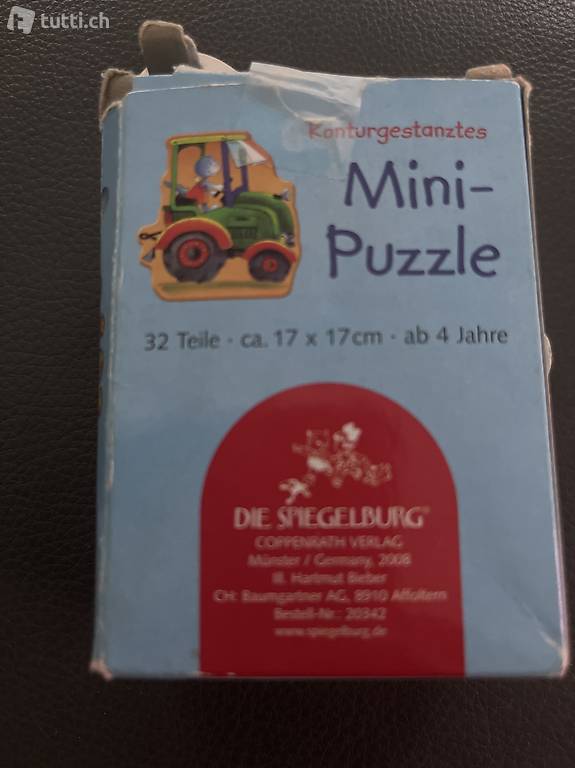 tutti.ch
Konturgestanztes
Mini-
Puzzle
32 Teile · ca. 17 x 17cm · ab 4 Jahre
DIE SPIEGELBURG®
COPPENRATH VERLAG
Münster / Germany, 2008
Ill. Hartmut Bieber
CH: Baumgartner AG, 8910 Affoltern
Bestell-Nr.: 20342
www.spiegelburg.de